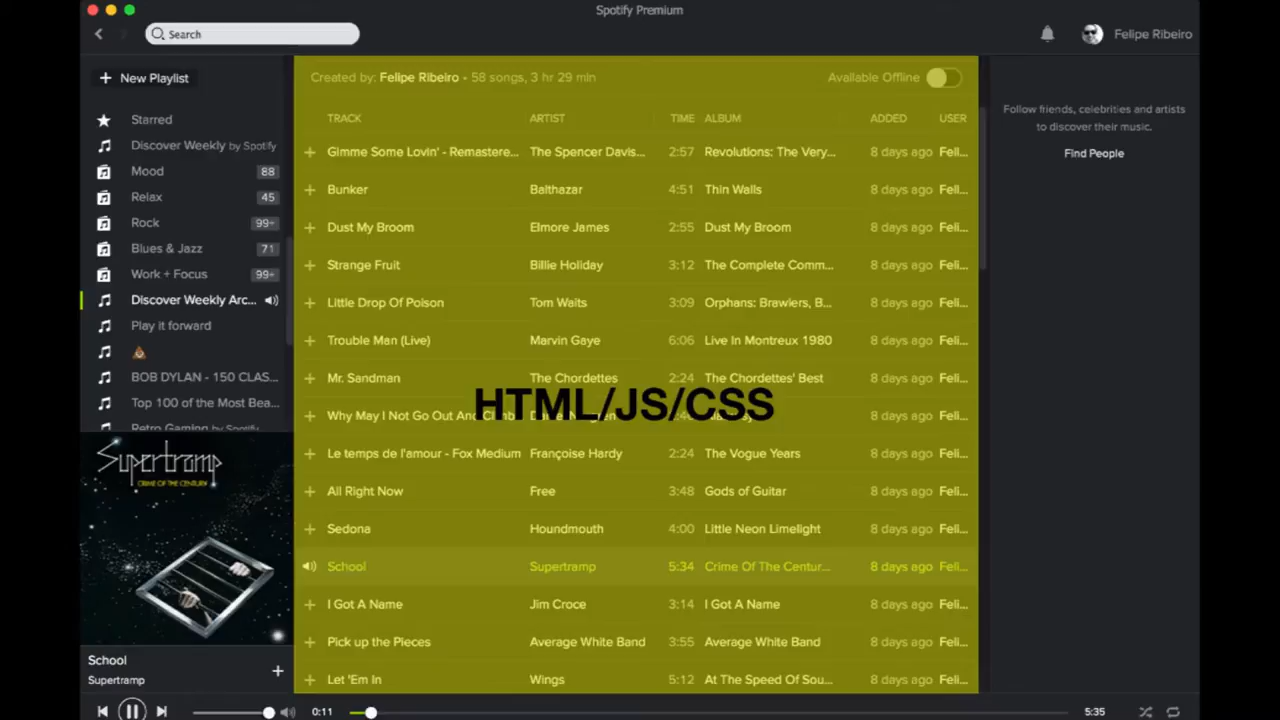 Spotify Premium
Search
Felipe Ribeiro
New Playlist
Starred
Discover Weekly by Spotify
Mood 88
Relax 45
Rock 99+
Blues & Jazz 71
Work + Focus 99+
Discover Weekly Arc...
Play it forward
💩
BOB DYLAN - 150 CLAS...
Top 100 of the Most Bea...
Retro Gaming by Spotify
Supertramp
CRIME OF THE CENTURY
School
Supertramp
Created by: Felipe Ribeiro • 58 songs, 3 hr 29 min
Available Offline
TRACK ARTIST TIME ALBUM ADDED USER
Gimme Some Lovin' - Remastere... The Spencer Davis... 2:57 Revolutions: The Very... 8 days ago Feli...
Bunker Balthazar 4:51 Thin Walls 8 days ago Feli...
Dust My Broom Elmore James 2:55 Dust My Broom 8 days ago Feli...
Strange Fruit Billie Holiday 3:12 The Complete Comm... 8 days ago Feli...
Little Drop Of Poison Tom Waits 3:09 Orphans: Brawlers, B... 8 days ago Feli...
Trouble Man (Live) Marvin Gaye 6:06 Live In Montreux 1980 8 days ago Feli...
Mr. Sandman The Chordettes 2:24 The Chordettes' Best 8 days ago Feli...
HTML/JS/CSS
Why May I Not Go Out And 8 days ago Feli...
Le temps de l'amour - Fox Medium Françoise Hardy 2:24 The Vogue Years 8 days ago Feli...
All Right Now Free 3:48 Gods of Guitar 8 days ago Feli...
Sedona Houndmouth 4:00 Little Neon Limelight 8 days ago Feli...
School Supertramp 5:34 Crime Of The Centur... 8 days ago Feli...
I Got A Name Jim Croce 3:14 I Got A Name 8 days ago Feli...
Pick up the Pieces Average White Band 3:55 Average White Band 8 days ago Feli...
Let 'Em In Wings 5:12 At The Speed Of Sou... 8 days ago Feli...
Follow friends, celebrities and artists
to discover their music.
Find People
0:11
5:35